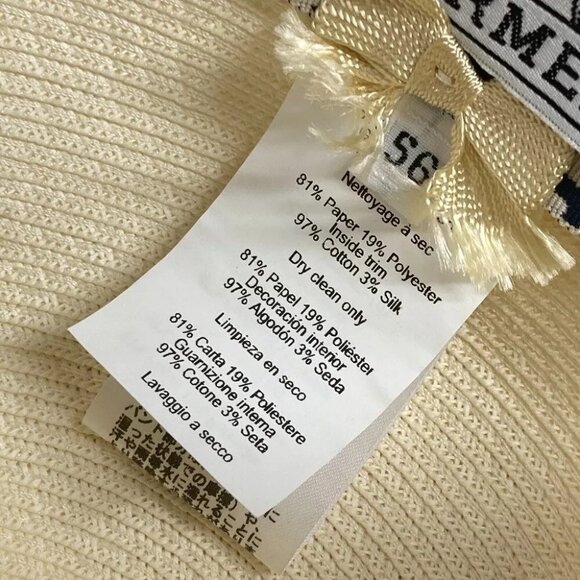 ERMÈS
56
Nettoyage à sec
81% Paper 19% Polyester
Inside trim
97% Cotton 3% Silk
Dry clean only
81% Papel 19% Poliéster
Decoración interior
97% Algodón 3% Seda
Limpieza en seco
81% Carta 19% Poliestere
Guarnizione interna
97% Cotone 3% Seta
Lavaggio a secco